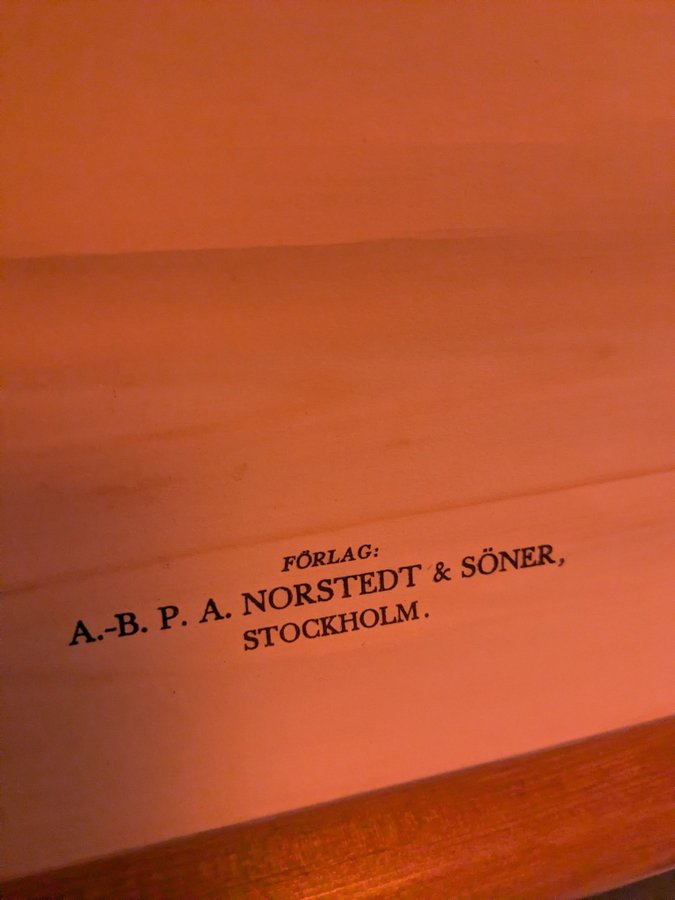 FÖRLAG:
A.-B. P. A. NORSTEDT & SÖNER,
STOCKHOLM.